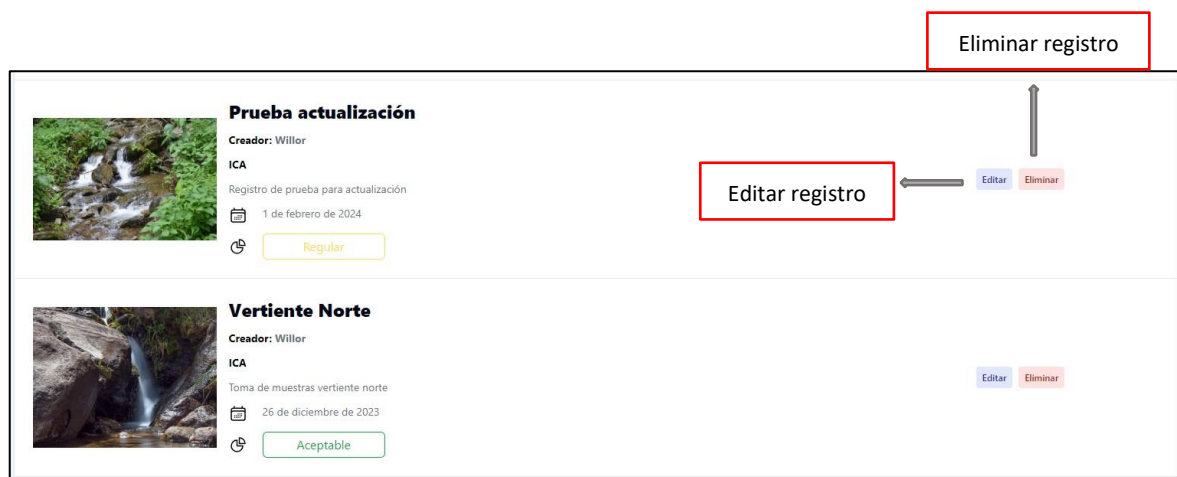 Eliminar registro
Prueba actualización
Creador: Willor
ICA
Registro de prueba para actualización
1 de febrero de 2024
Regular
Editar registro
Editar Eliminar
Vertiente Norte
Creador: Willor
ICA
Toma de muestras vertiente norte
26 de diciembre de 2023
Aceptable
Editar Eliminar